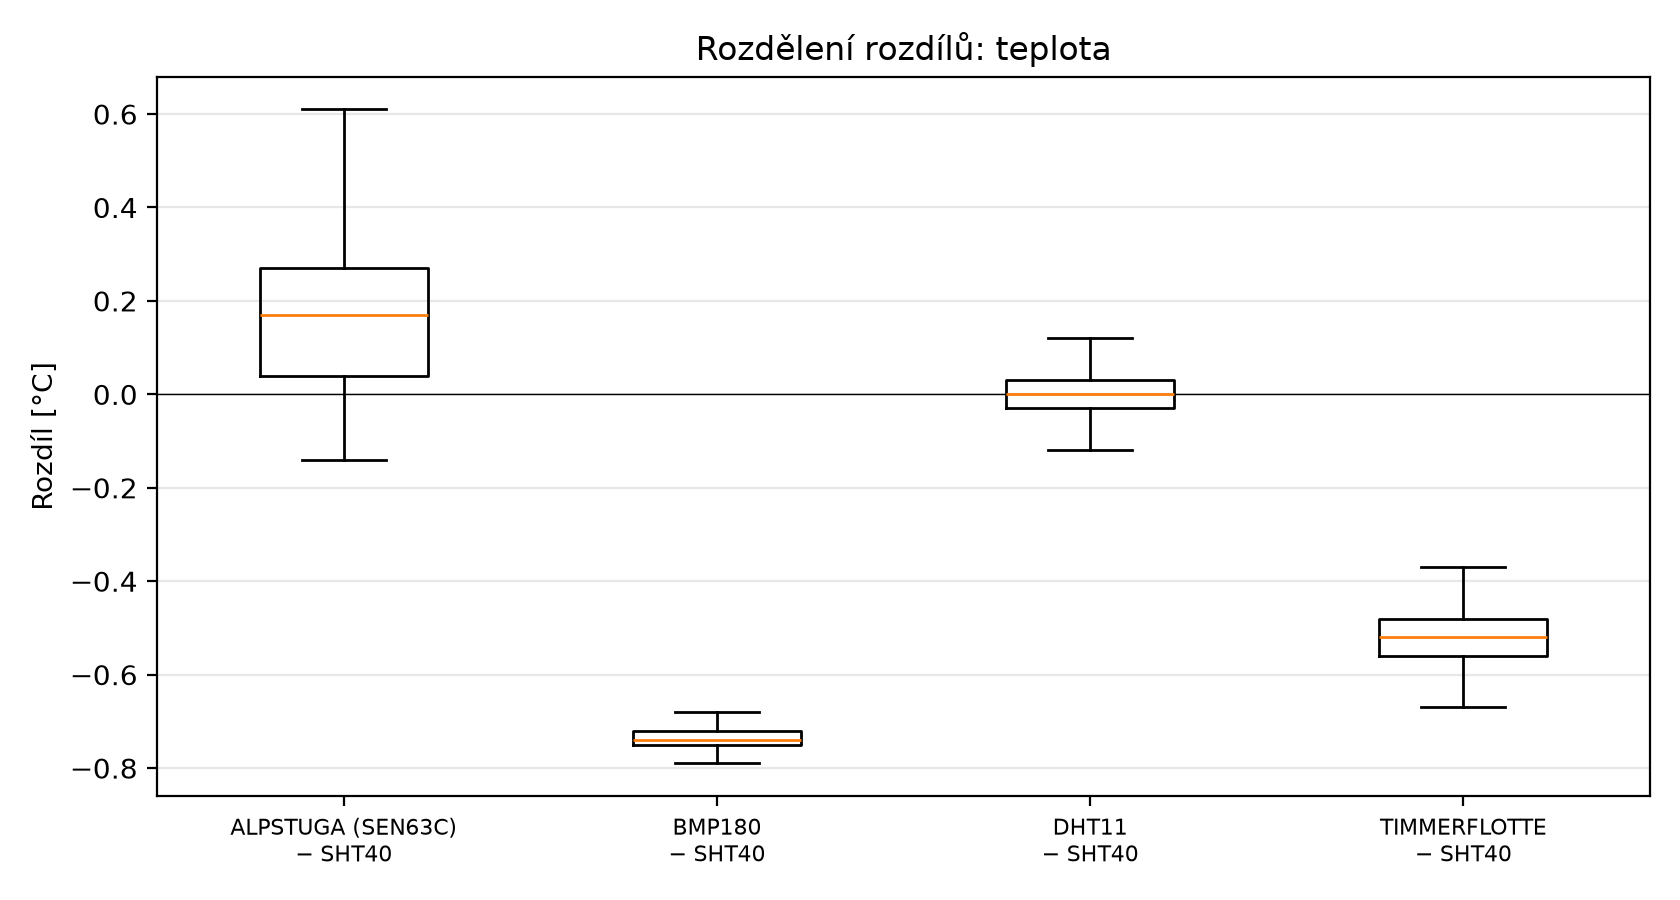 Rozdělení rozdílů: teplota
Rozdíl [°C]
0.6
0.4
0.2
0.0
−0.2
−0.4
−0.6
−0.8
ALPSTUGA (SEN63C)
− SHT40
BMP180
− SHT40
DHT11
− SHT40
TIMMERFLOTTE
− SHT40